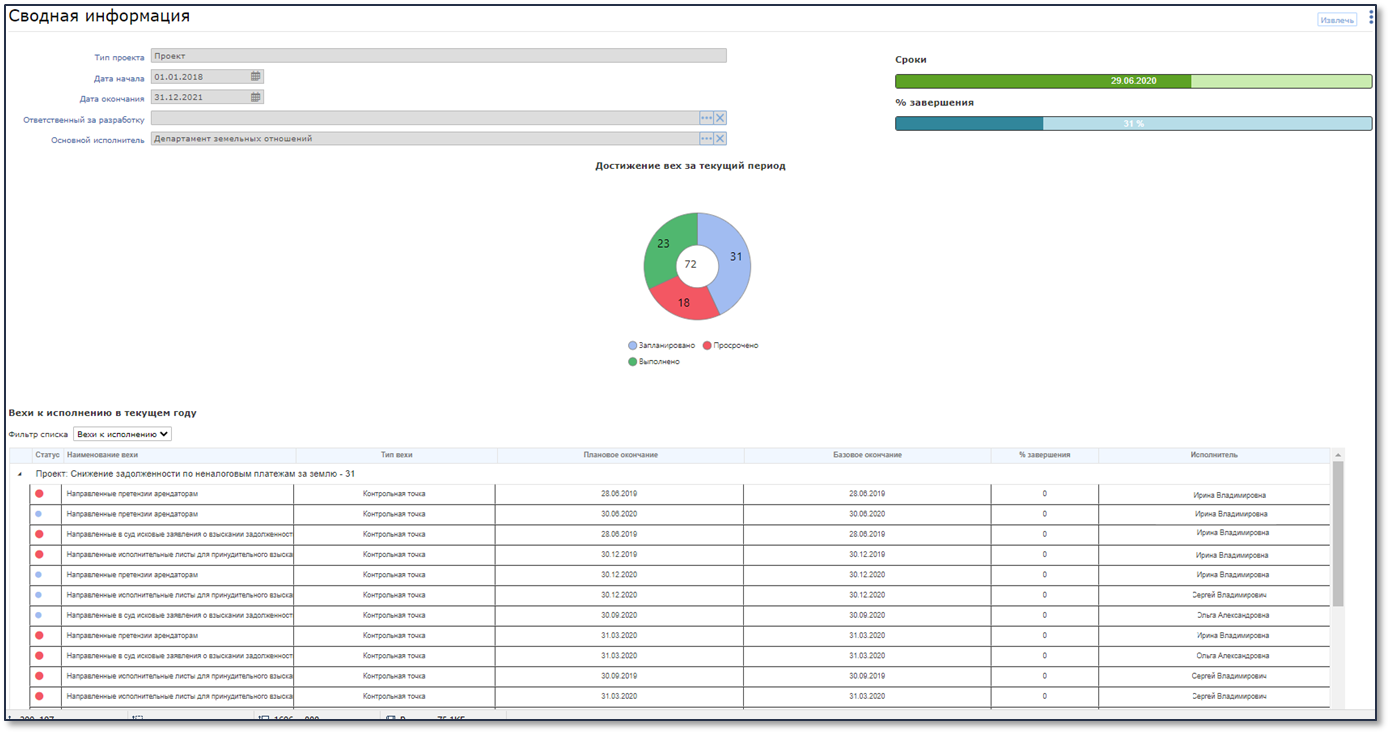 Сводная информация
Извлечь
Тип проекта Проект
Дата начала 01.01.2018
Дата окончания 31.12.2021
Ответственный за разработку
Основной исполнитель Департамент земельных отношений
Сроки
29.06.2020
% завершения
31 %
Достижение вех за текущий период
23
31
72
18
Запланировано Просрочено
Выполнено
Вехи к исполнению в текущем году
Фильтр списка Вехи к исполнению
Статус Наименование вехи Тип вехи Плановое окончание Базовое окончание % завершения Исполнитель
Проект: Снижение задолженности по неналоговым платежам за землю - 31
Направленные претензии арендаторам Контрольная точка 28.06.2019 28.06.2019 0 Ирина Владимировна
Направленные претензии арендаторам Контрольная точка 30.06.2020 30.06.2020 0 Ирина Владимировна
Направленные в суд исковые заявления о взыскании задолженност Контрольная точка 28.06.2019 28.06.2019 0 Ирина Владимировна
Направленные исполнительные листы для принудительного взыска Контрольная точка 30.12.2019 30.12.2019 0 Ирина Владимировна
Направленные претензии арендаторам Контрольная точка 30.12.2020 30.12.2020 0 Ирина Владимировна
Направленные исполнительные листы для принудительного взыска Контрольная точка 30.12.2020 30.12.2020 0 Сергей Владимирович
Направленные в суд исковые заявления о взыскании задолженност Контрольная точка 30.09.2020 30.09.2020 0 Ольга Александровна
Направленные претензии арендаторам Контрольная точка 31.03.2020 31.03.2020 0 Ирина Владимировна
Направленные в суд исковые заявления о взыскании задолженност Контрольная точка 31.03.2020 31.03.2020 0 Ольга Александровна
Направленные исполнительные листы для принудительного взыска Контрольная точка 30.09.2019 30.09.2019 0 Сергей Владимирович
Направленные исполнительные листы для принудительного взыска Контрольная точка 31.03.2020 31.03.2020 0 Сергей Владимирович